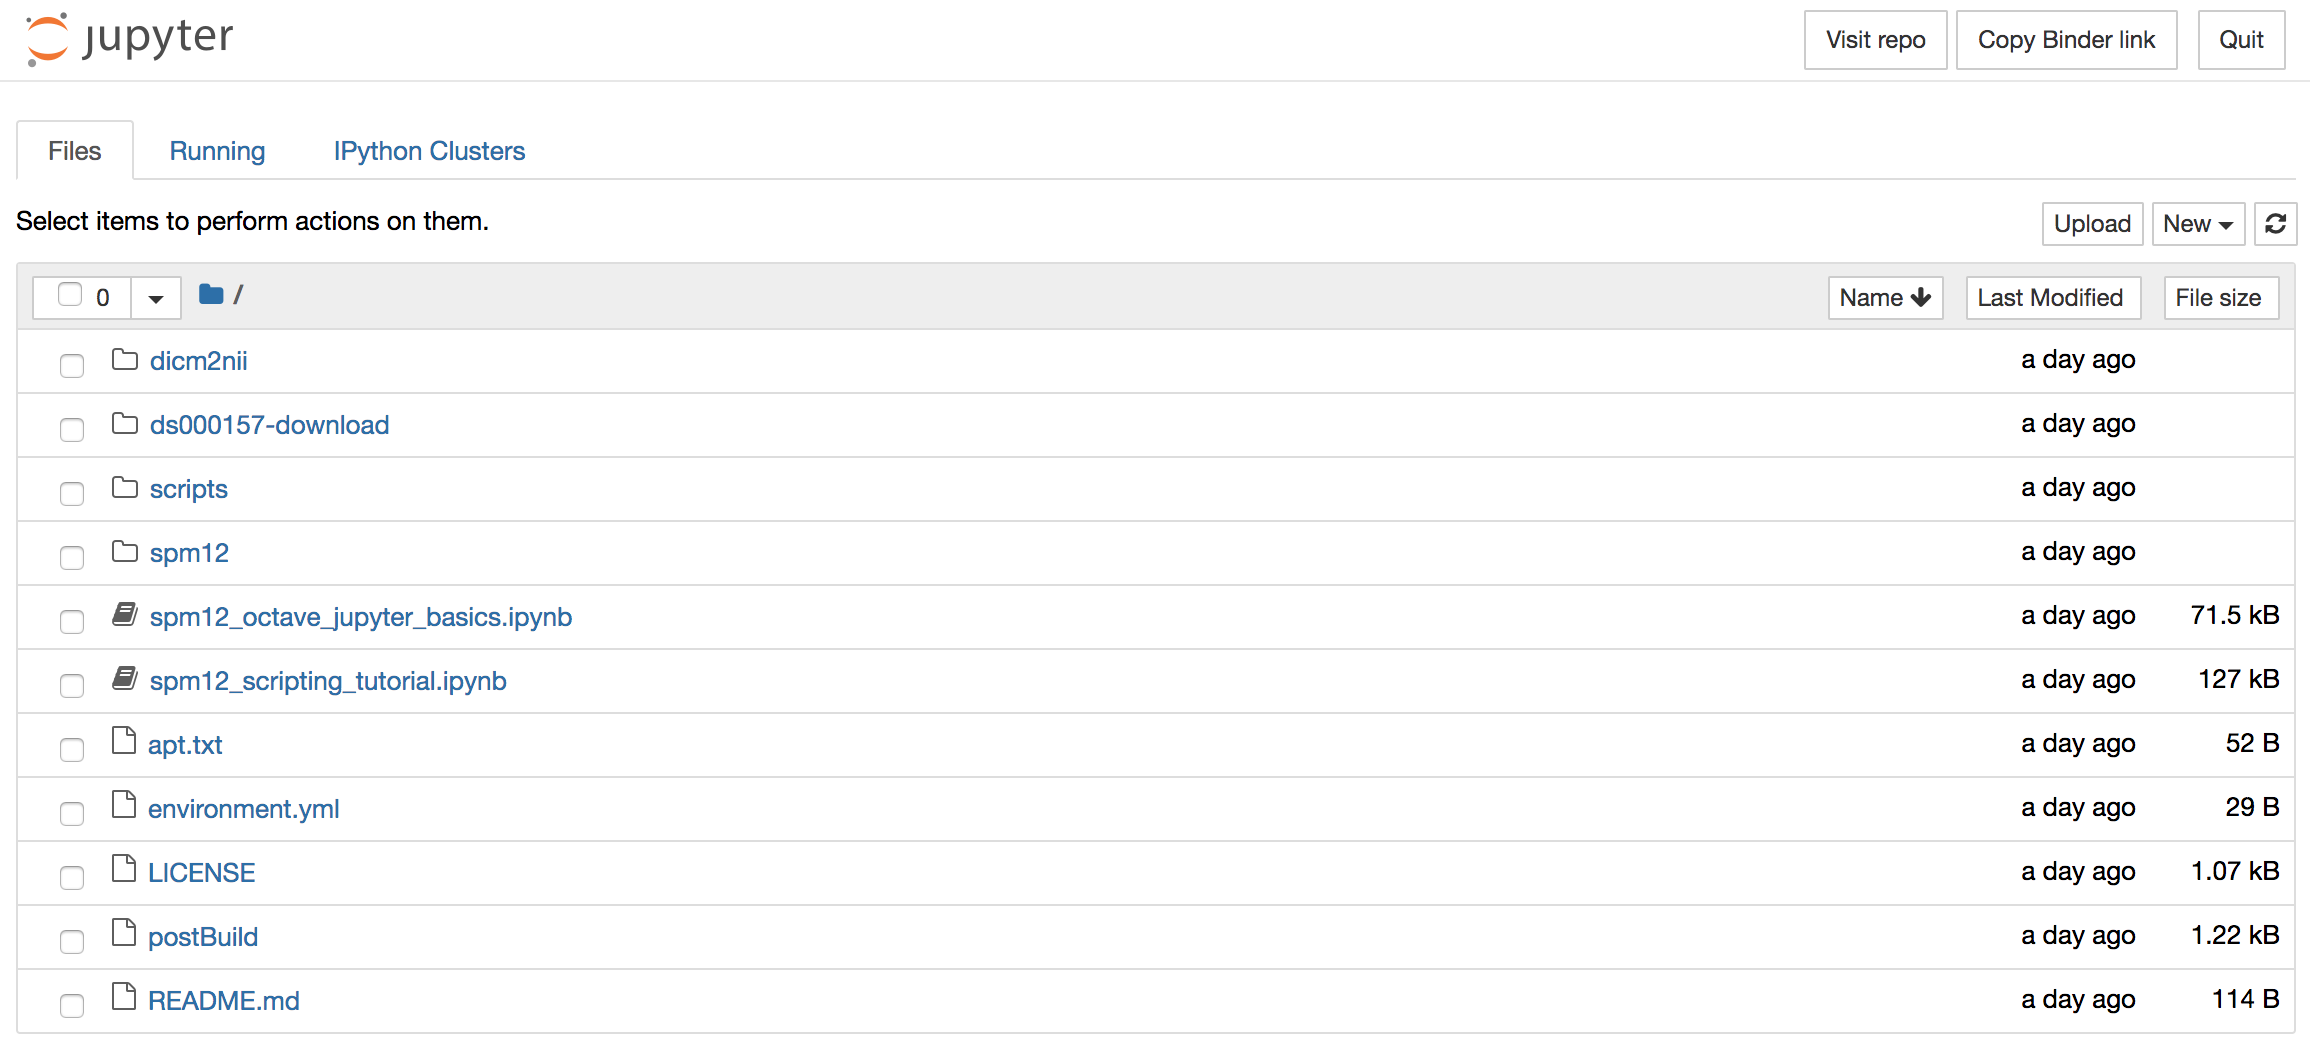 jupyter Visit repo Copy Binder link Quit
Files Running IPython Clusters
Select items to perform actions on them. Upload New
0 / Name Last Modified File size
dicm2nii a day ago
ds000157-download a day ago
scripts a day ago
spm12 a day ago
spm12_octave_jupyter_basics.ipynb a day ago 71.5 kB
spm12_scripting_tutorial.ipynb a day ago 127 kB
apt.txt a day ago 52 B
environment.yml a day ago 29 B
LICENSE a day ago 1.07 kB
postBuild a day ago 1.22 kB
README.md a day ago 114 B